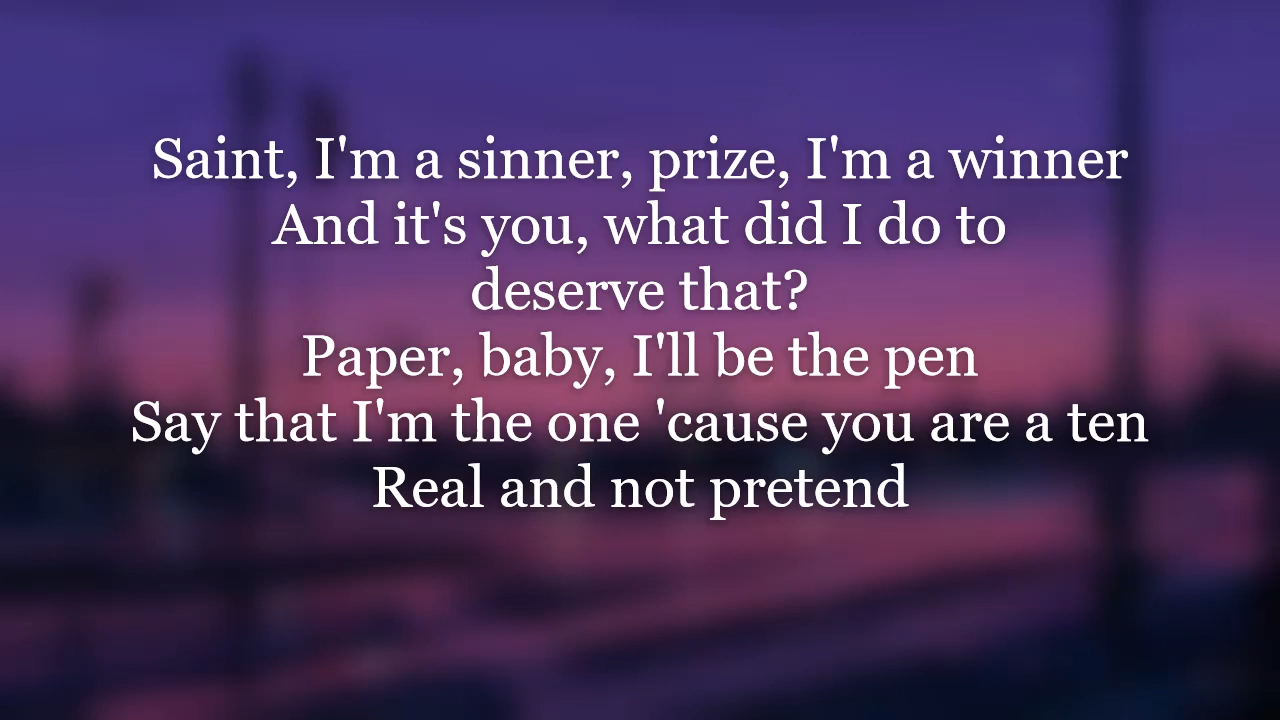 Saint, I'm a sinner, prize, I'm a winner
And it's you, what did I do to
deserve that?
Paper, baby, I'll be the pen
Say that I'm the one 'cause you are a ten
Real and not pretend